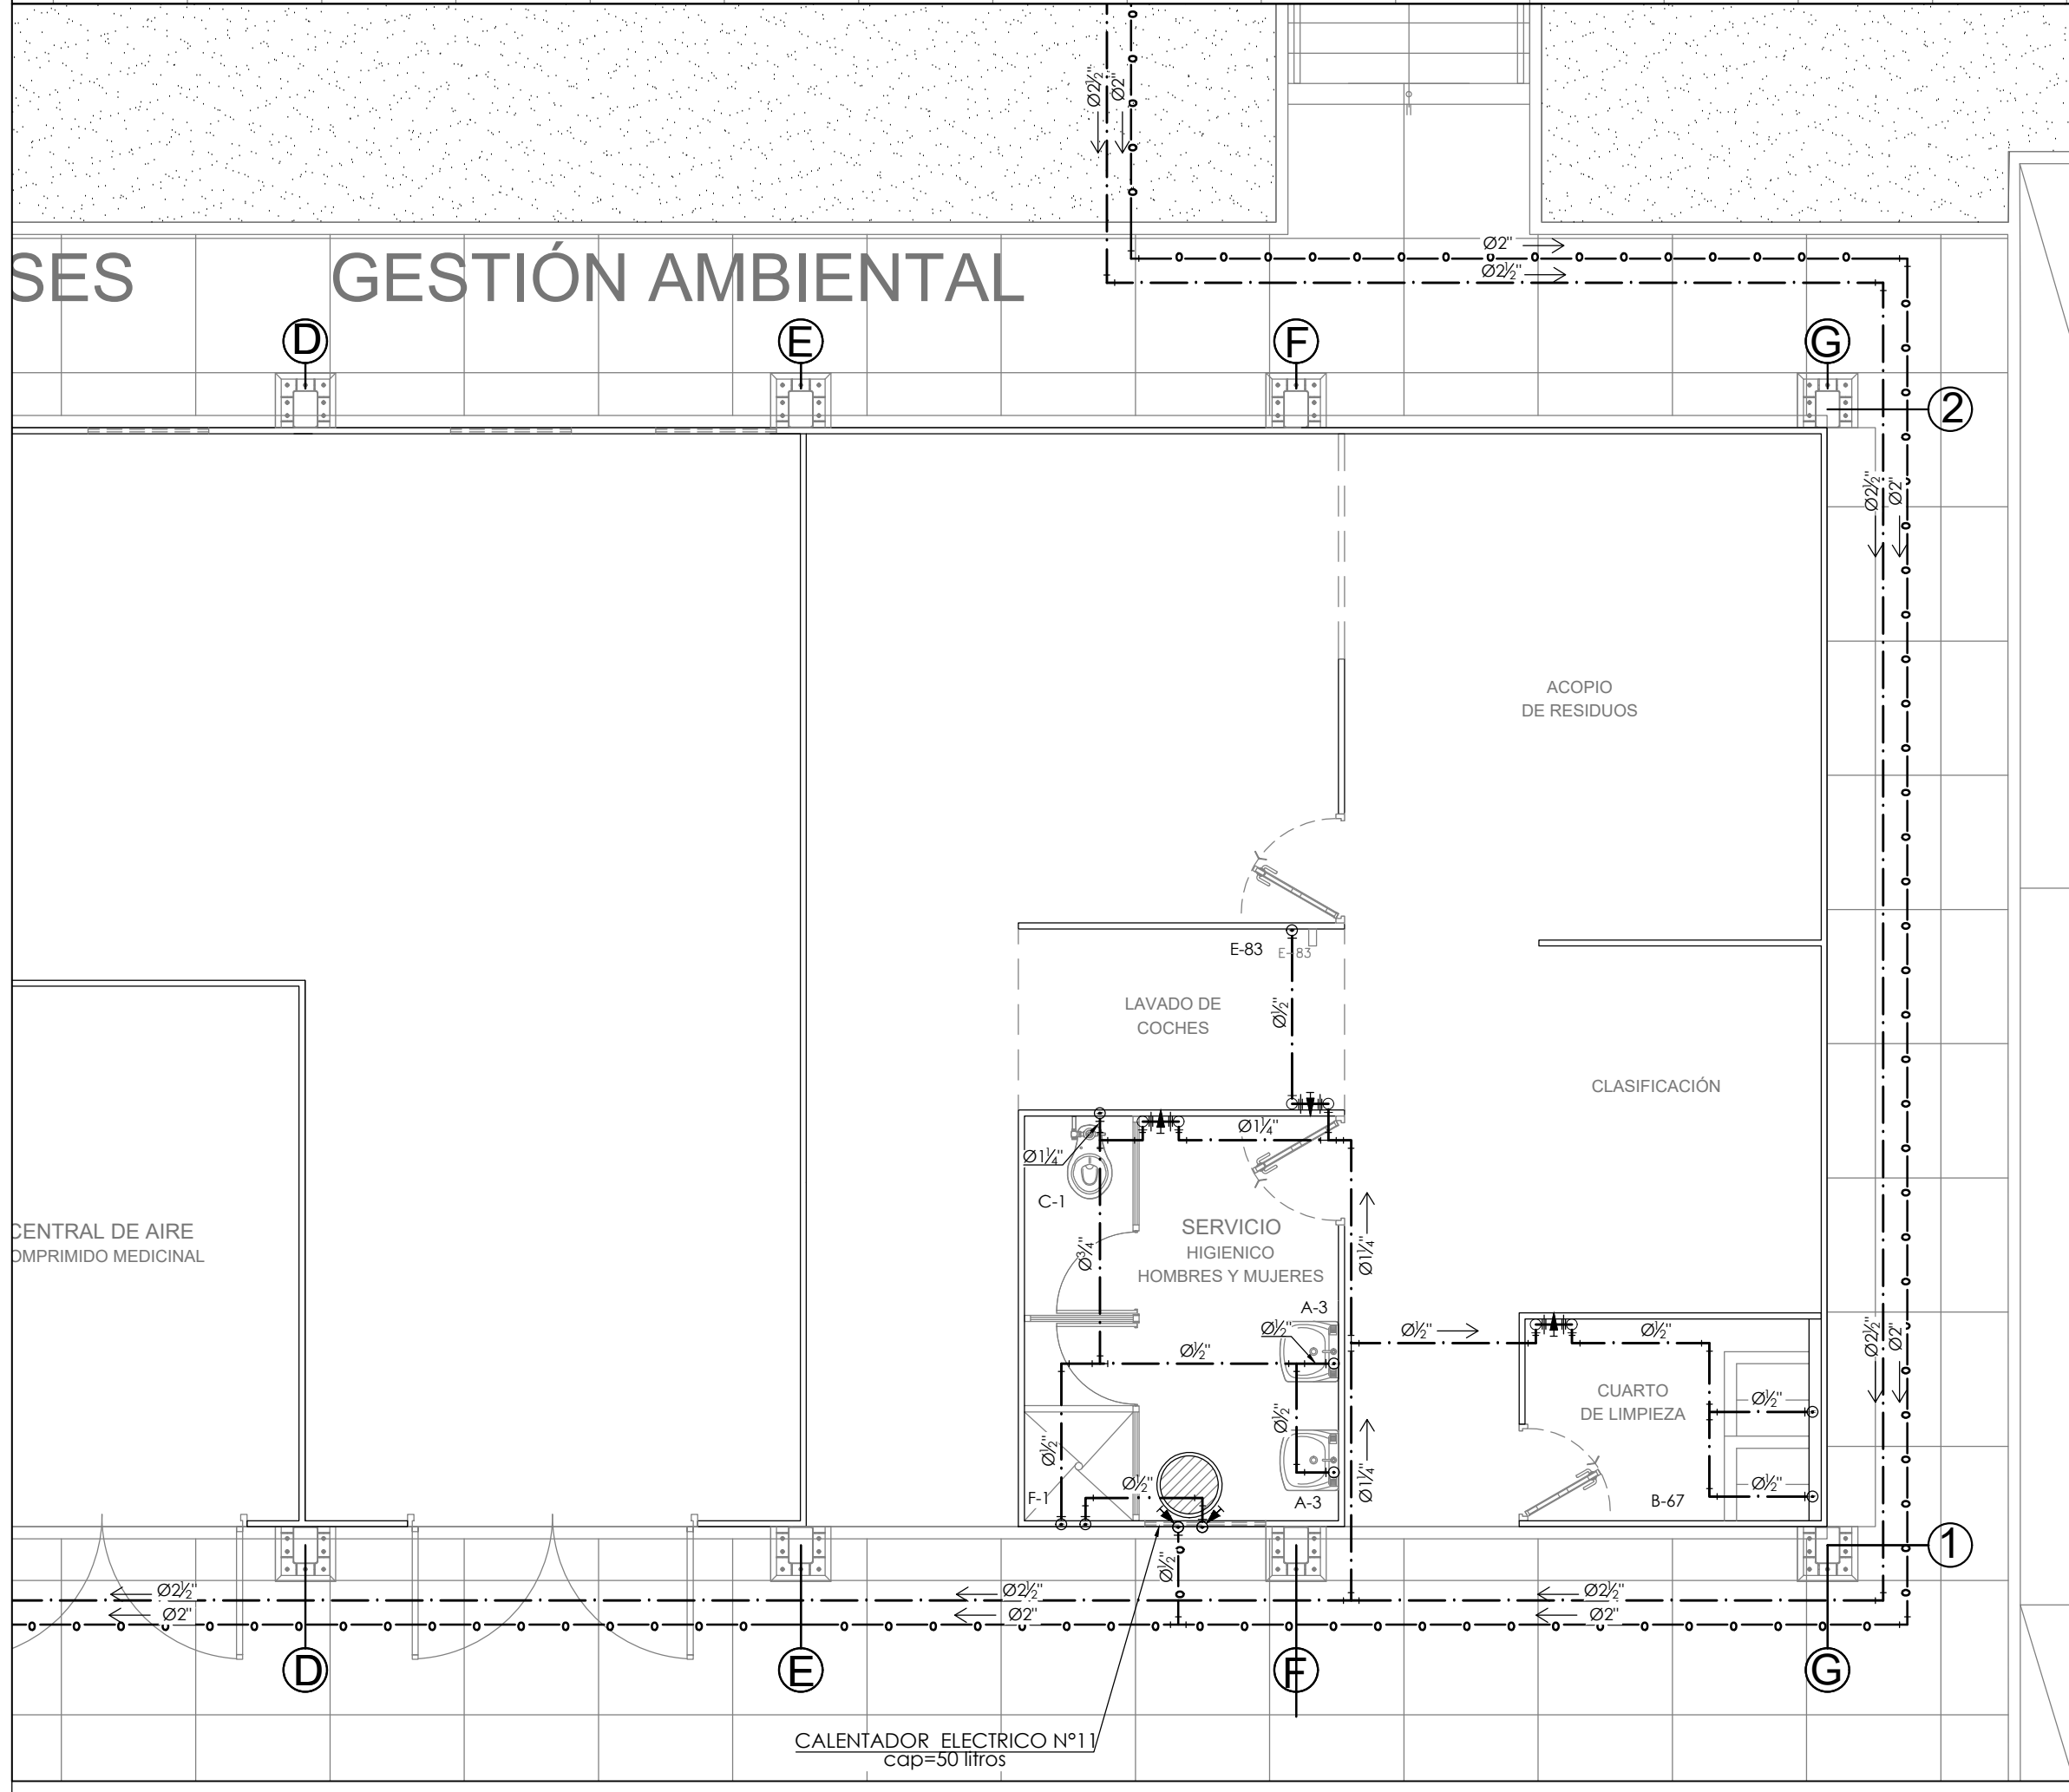 Ø2½"
Ø2"
Ø2"
Ø2½"
SES
GESTIÓN AMBIENTAL
D
E
F
G
2
Ø2½"
Ø2"
ACOPIO
DE RESIDUOS
E-83
E-83
LAVADO DE
COCHES
Ø½"
CLASIFICACIÓN
Ø1¼"
Ø1¼"
C-1
CENTRAL DE AIRE
OMPRIMIDO MEDICINAL
SERVICIO
HIGIENICO
HOMBRES Y MUJERES
Ø¾"
Ø1¼"
A-3
Ø½"
Ø½"
Ø½"
Ø½"
Ø2½"
Ø2"
CUARTO
DE LIMPIEZA
Ø½"
Ø½"
Ø½"
Ø1¼"
Ø½"
Ø½"
F-1
A-3
B-67
1
Ø½"
Ø2½"
Ø2"
Ø2½"
Ø2"
Ø2½"
Ø2"
D
E
F
G
CALENTADOR ELECTRICO N°11
cap=50 litros